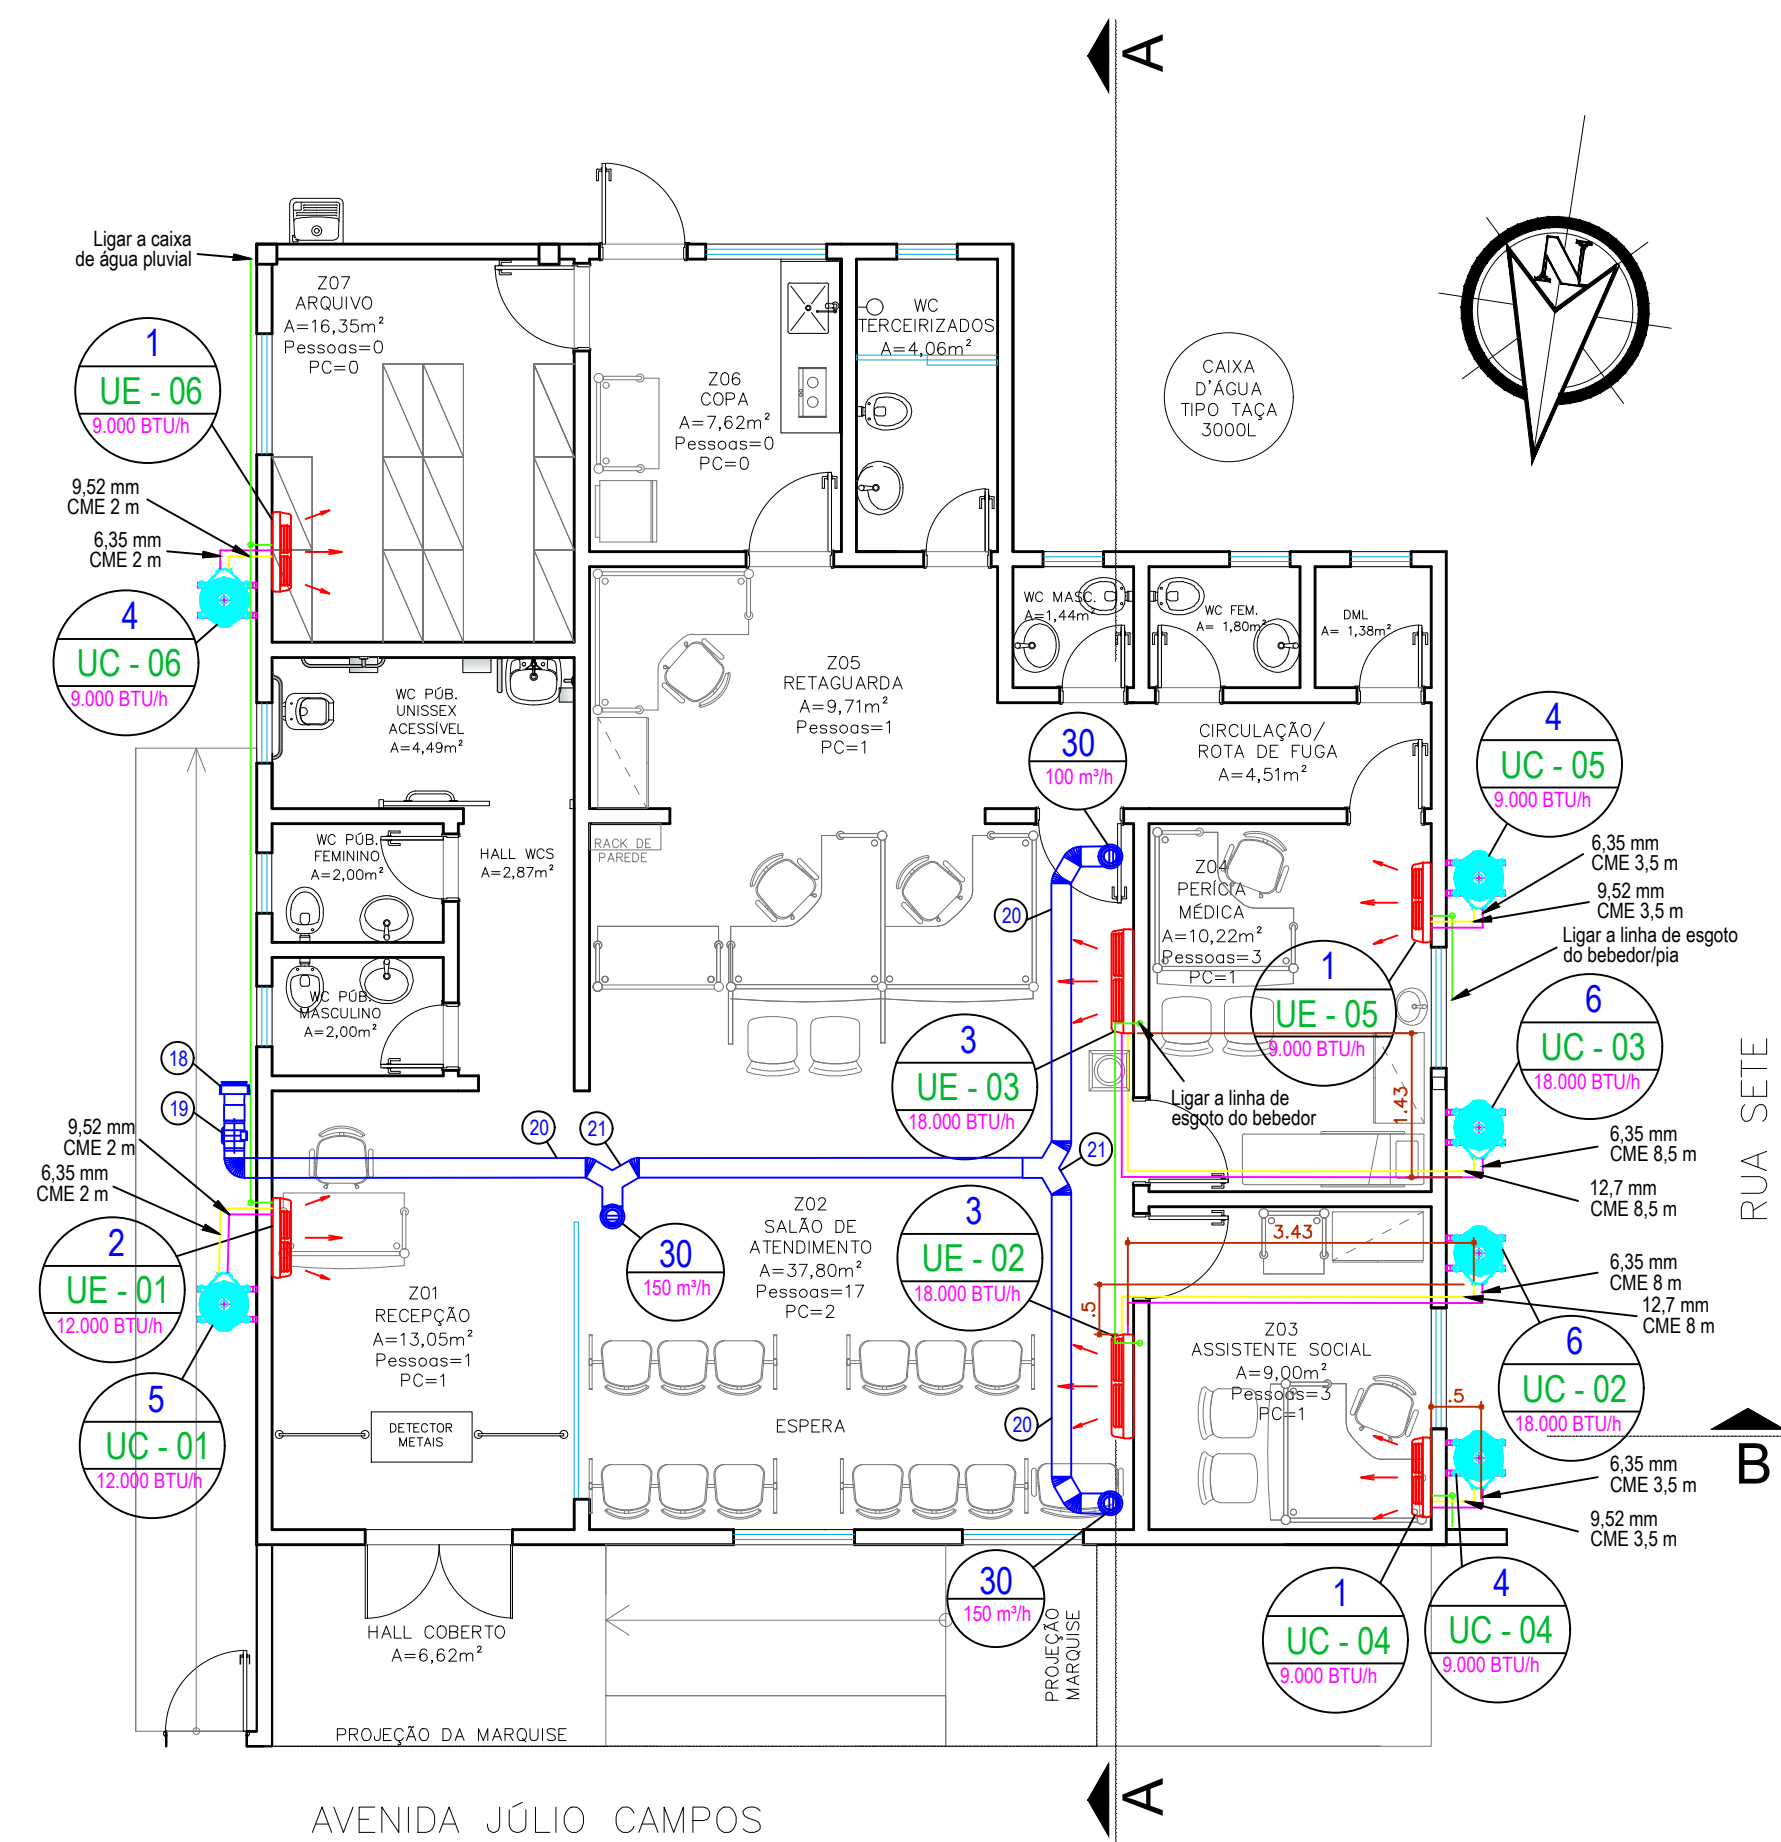 A
N
Ligar a caixa
de água pluvial
Z07
ARQUIVO
A=16,35m²
Pessoas=0
PC=0
1
UE - 06
9.000 BTU/h
9,52 mm
CME 2 m
6,35 mm
CME 2 m
4
UC - 06
9.000 BTU/h
Z06
COPA
A=7,62m²
Pessoas=0
PC=0
WC
TERCEIRIZADOS
A=4,06m²
CAIXA
D'ÁGUA
TIPO TAÇA
3000L
WC MASC.
A=1,44m²
WC FEM.
A= 1,80m²
DML
A= 1,38m²
WC PÚB.
UNISSEX
ACESSÍVEL
A=4,49m²
Z05
RETAGUARDA
A=9,71m²
Pessoas=1
PC=1
30
100 m³/h
CIRCULAÇÃO/
ROTA DE FUGA
A=4,51m²
4
UC - 05
9.000 BTU/h
6,35 mm
CME 3,5 m
9,52 mm
CME 3,5 m
Ligar a linha de esgoto
do bebedor/pia
WC PÚB.
FEMININO
A=2,00m²
HALL WCS
A=2,87m²
RACK DE
PAREDE
20
Z04
PERÍCIA
MÉDICA
A=10,22m²
Pessoas=3
PC=1
1
UE - 05
9.000 BTU/h
6
UC - 03
18.000 BTU/h
WC PÚB.
MASCULINO
A=2,00m²
3
UE - 03
18.000 BTU/h
Ligar a linha de
esgoto do bebedor
1.43
RUA SETE
18
19
20
21
21
9,52 mm
CME 2 m
6,35 mm
CME 2 m
6,35 mm
CME 8,5 m
12,7 mm
CME 8,5 m
2
UE - 01
12.000 BTU/h
30
150 m³/h
Z02
SALÃO DE
ATENDIMENTO
A=37,80m²
Pessoas=17
PC=2
3
UE - 02
18.000 BTU/h
3.43
.5
6,35 mm
CME 8 m
12,7 mm
CME 8 m
Z01
RECEPÇÃO
A=13,05m²
Pessoas=1
PC=1
5
UC - 01
12.000 BTU/h
Z03
ASSISTENTE SOCIAL
A=9,00m²
Pessoas=3
PC=1
6
UC - 02
18.000 BTU/h
.5
DETECTOR
METAIS
ESPERA
20
B
6,35 mm
CME 3,5 m
9,52 mm
CME 3,5 m
30
150 m³/h
1
UC - 04
9.000 BTU/h
4
UC - 04
9.000 BTU/h
HALL COBERTO
A=6,62m²
PROJEÇÃO
MARQUISE
PROJEÇÃO DA MARQUISE
A
AVENIDA JÚLIO CAMPOS